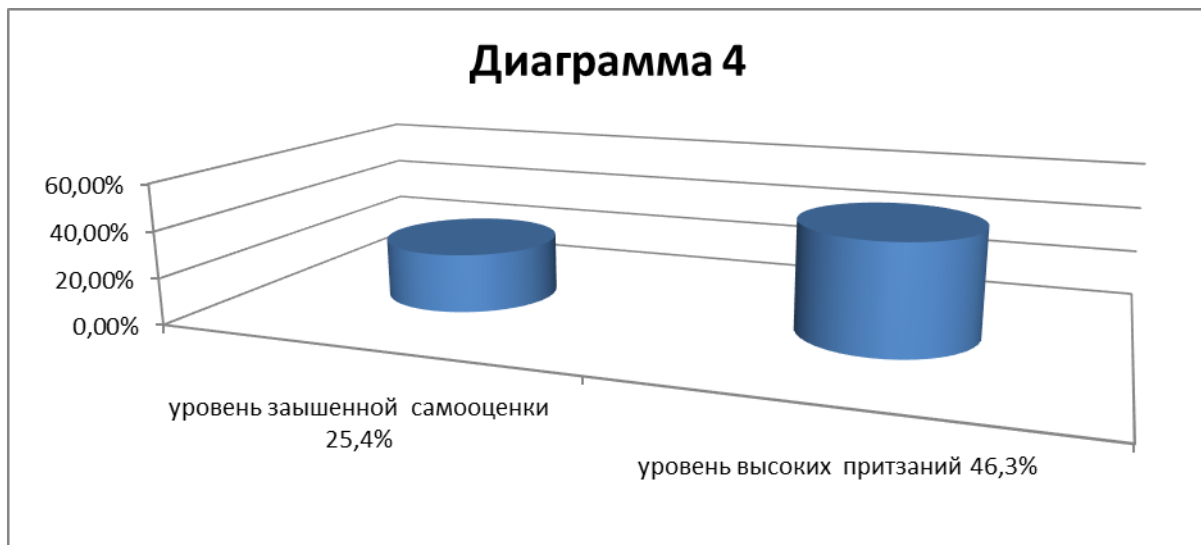 Диаграмма 4
60,00%
40,00%
20,00%
0,00%
уровень заышенной самооценки
25,4%
уровень высоких притзаний 46,3%